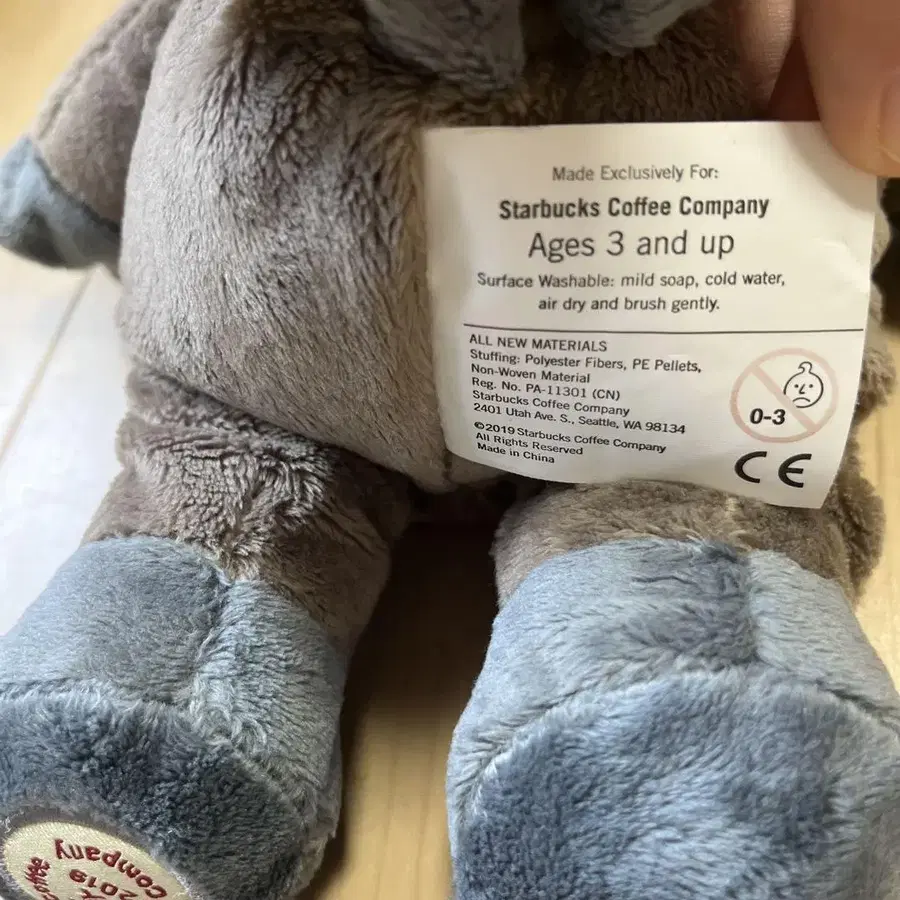 Made Exclusively For:
Starbucks Coffee Company
Ages 3 and up
Surface Washable: mild soap, cold water,
air dry and brush gently.
ALL NEW MATERIALS
Stuffing: Polyester Fibers, PE Pellets,
Non-Woven Material
Reg. No. PA-11301 (CN)
Starbucks Coffee Company
2401 Utah Ave. S., Seattle, WA 98134
©2019 Starbucks Coffee Company
All Rights Reserved
Made in China
0-3
CE
Company
2019